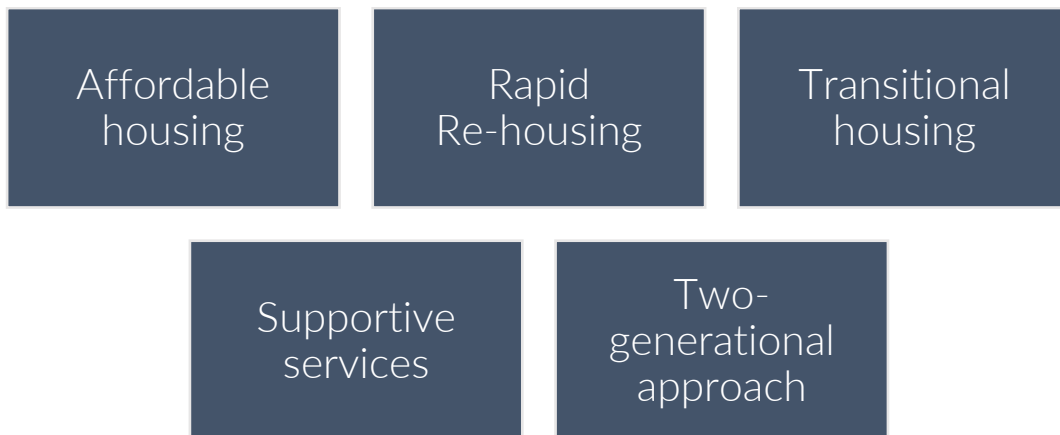 Affordable
housing
Rapid
Re-housing
Transitional
housing
Supportive
services
Two-
generational
approach